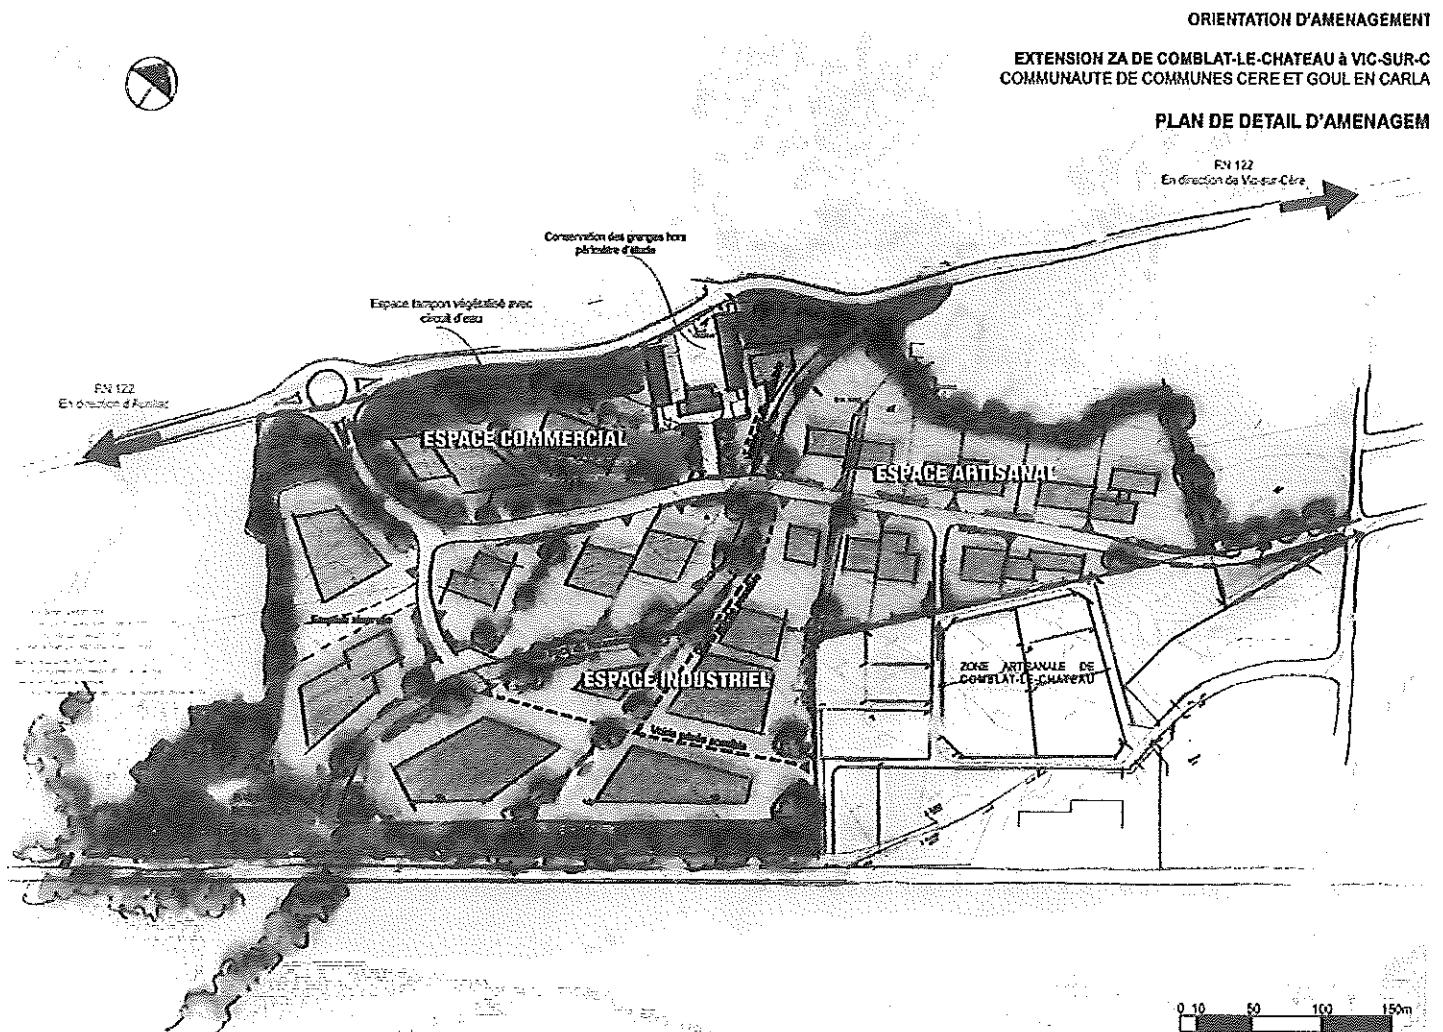 ORIENTATION D'AMENAGEMENT
EXTENSION ZA DE COMBLAT-LE-CHATEAU à VIC-SUR-C
COMMUNAUTE DE COMMUNES CERE ET GOUL EN CARLA
PLAN DE DETAIL D'AMENAGEM
RN 122
En direction de Vic-sur-Cère
Conservation des granges hors
périmètre d'étude
Espace tampon végétalisé avec
circuit d'eau
RN 122
En direction d'Aurillac
ESPACE COMMERCIAL
ESPACE ARTISANAL
ESPACE INDUSTRIEL
ZONE ARTISANALE DE
COMBLAT-LE-CHATEAU
possible
0 10 50 100 150m